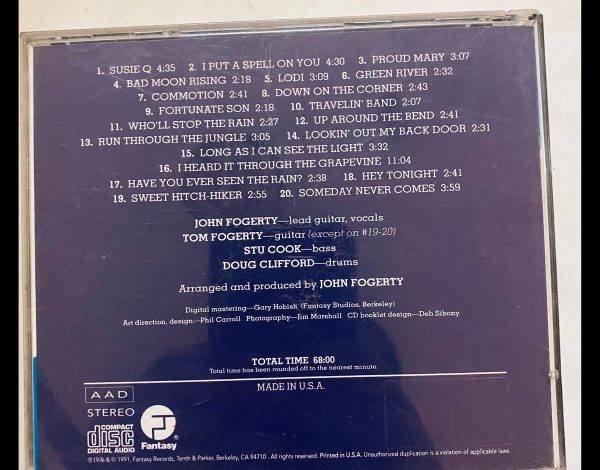 1. SUSIE Q 4:35 2. I PUT A SPELL ON YOU 4:30 3. PROUD MARY 3:07
4. BAD MOON RISING 2:18 5. LODI 3:09 6. GREEN RIVER 2:32
7. COMMOTION 2:41 8. DOWN ON THE CORNER 2:43
9. FORTUNATE SON 2:18 10. TRAVELIN' BAND 2:07
11. WHO'LL STOP THE RAIN 2:27 12. UP AROUND THE BEND 2:41
13. RUN THROUGH THE JUNGLE 3:05 14. LOOKIN' OUT MY BACK DOOR 2:31
15. LONG AS I CAN SEE THE LIGHT 3:32
16. I HEARD IT THROUGH THE GRAPEVINE 11:04
17. HAVE YOU EVER SEEN THE RAIN? 2:38 18. HEY TONIGHT 2:41
19. SWEET HITCH-HIKER 2:55 20. SOMEDAY NEVER COMES 3:59
JOHN FOGERTY—lead guitar, vocals
TOM FOGERTY—guitar (except on #19-20)
STU COOK—bass
DOUG CLIFFORD—drums
Arranged and produced by JOHN FOGERTY
Digital mastering—Gary Hobish (Fantasy Studios, Berkeley)
Art direction, design—Phil Carroll Photography—Jim Marshall CD booklet design—Deb Sibony
TOTAL TIME 68:00
Total time has been rounded off to the nearest minute.
MADE IN U.S.A.
AAD
STEREO
COMPACT
disc
DIGITAL AUDIO
Fantasy ®
℗1976 & © 1991, Fantasy Records, Tenth & Parker, Berkeley, CA 94710. All rights reserved. Printed in U.S.A. Unauthorized duplication is a violation of applicable laws.